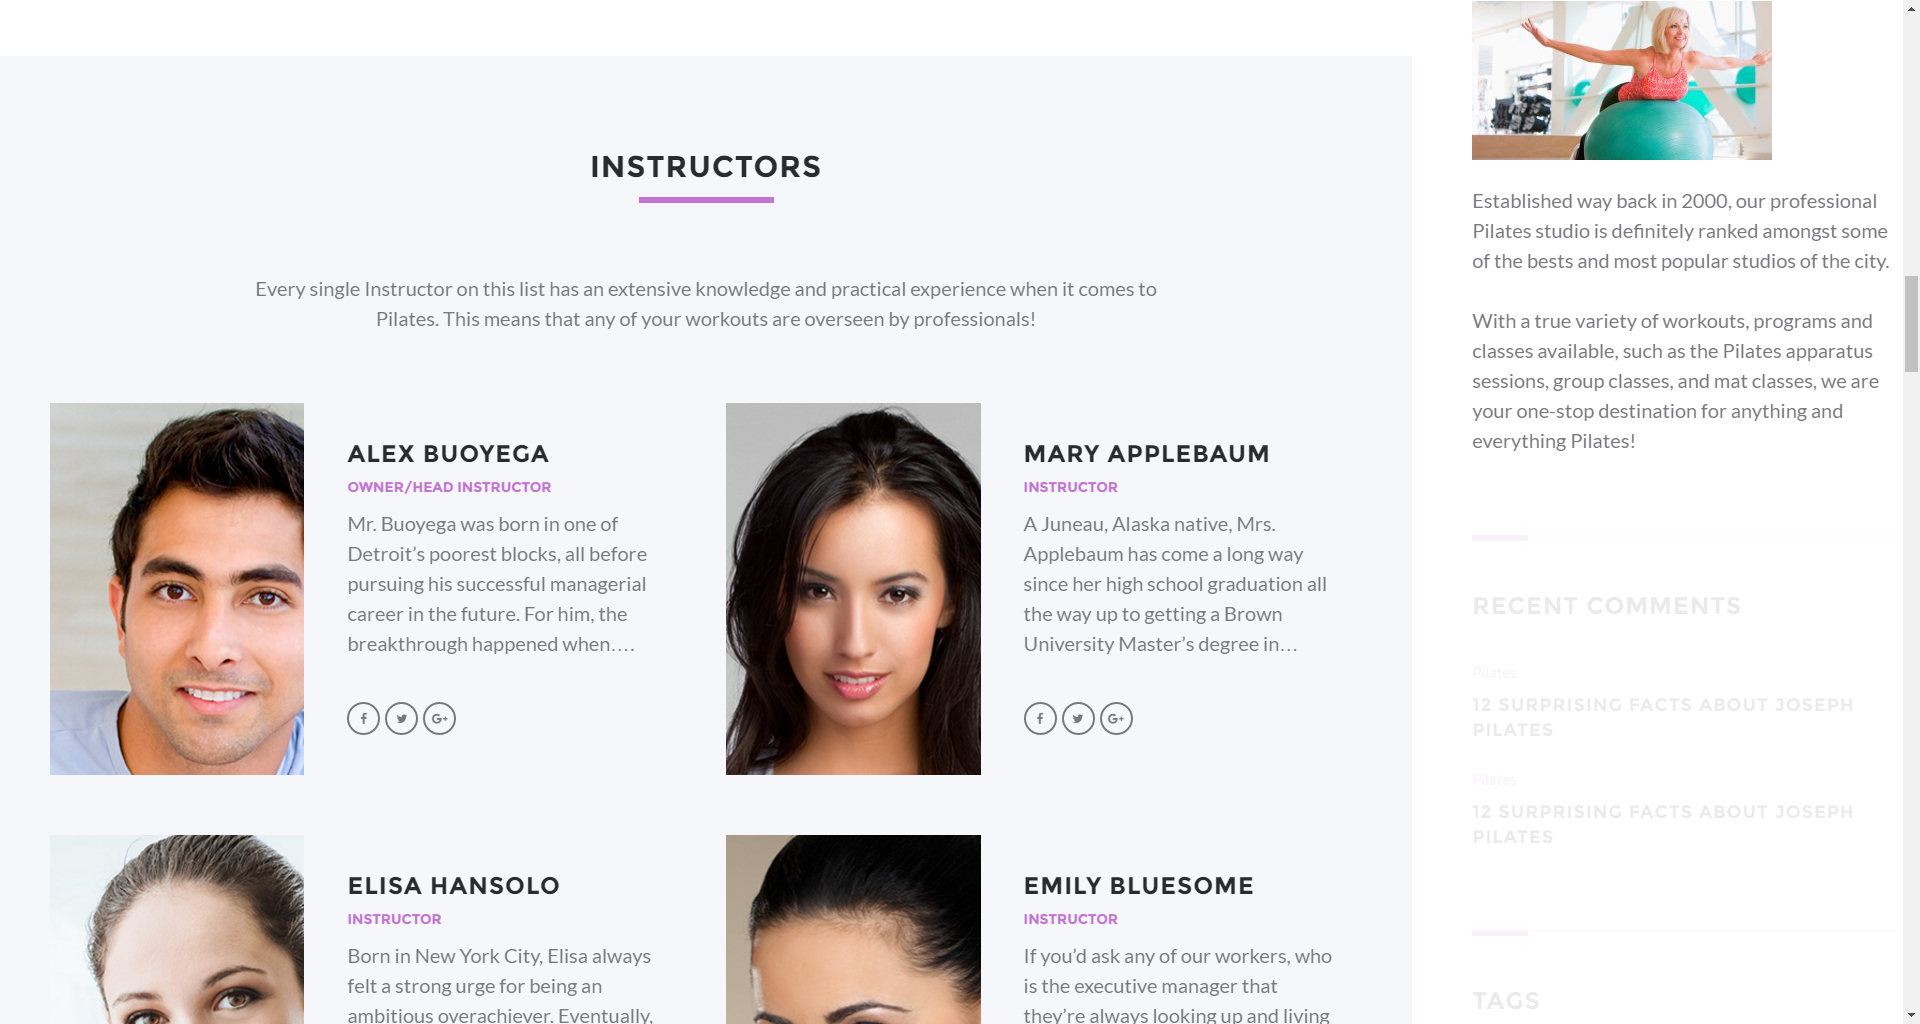 INSTRUCTORS
Every single Instructor on this list has an extensive knowledge and practical experience when it comes to
Pilates. This means that any of your workouts are overseen by professionals!
ALEX BUOYEGA
OWNER/HEAD INSTRUCTOR
Mr. Buoyega was born in one of
Detroit’s poorest blocks, all before
pursuing his successful managerial
career in the future. For him, the
breakthrough happened when….
MARY APPLEBAUM
INSTRUCTOR
A Juneau, Alaska native, Mrs.
Applebaum has come a long way
since her high school graduation all
the way up to getting a Brown
University Master’s degree in…
ELISA HANSOLO
INSTRUCTOR
Born in New York City, Elisa always
felt a strong urge for being an
ambitious overachiever. Eventually,
EMILY BLUESOME
INSTRUCTOR
If you’d ask any of our workers, who
is the executive manager that
they’re always looking up and living
Established way back in 2000, our professional
Pilates studio is definitely ranked amongst some
of the bests and most popular studios of the city.
With a true variety of workouts, programs and
classes available, such as the Pilates apparatus
sessions, group classes, and mat classes, we are
your one-stop destination for anything and
everything Pilates!
RECENT COMMENTS
Pilates
12 SURPRISING FACTS ABOUT JOSEPH
PILATES
Pilates
12 SURPRISING FACTS ABOUT JOSEPH
PILATES
TAGS